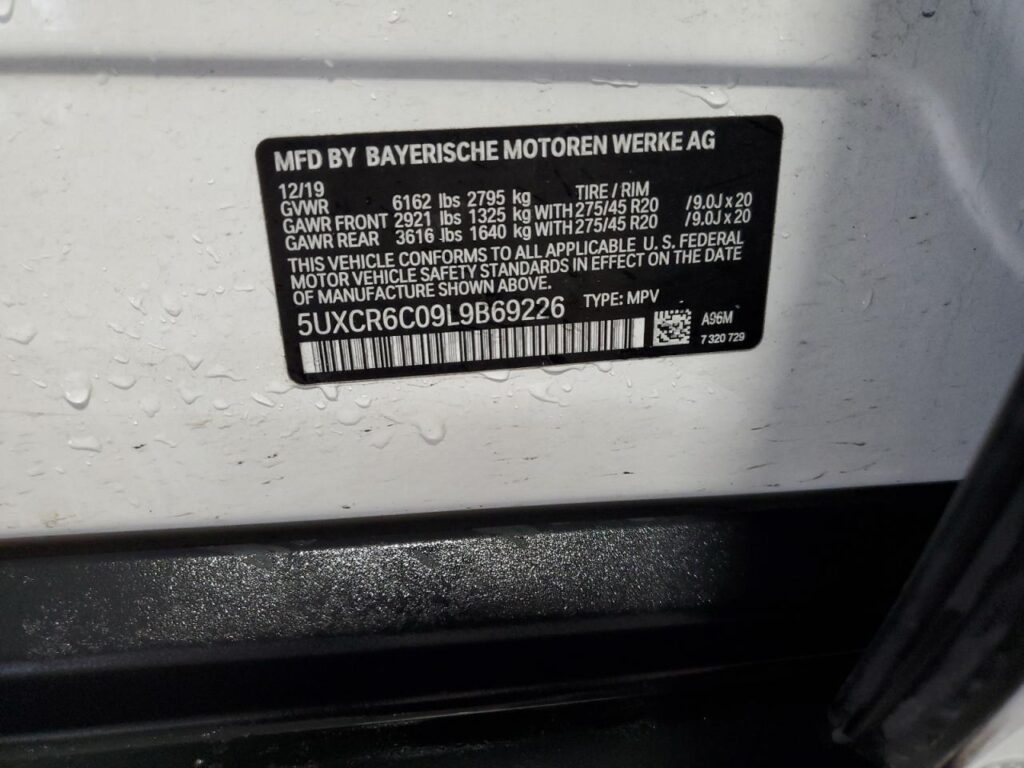 MFD BY BAYERISCHE MOTOREN WERKE AG
12/19
GVWR 6162 lbs 2795 kg TIRE / RIM
GAWR FRONT 2921 lbs 1325 kg WITH 275/45 R20 /9.0J x 20
GAWR REAR 3616 lbs 1640 kg WITH 275/45 R20 /9.0J x 20
THIS VEHICLE CONFORMS TO ALL APPLICABLE U. S. FEDERAL
MOTOR VEHICLE SAFETY STANDARDS IN EFFECT ON THE DATE
OF MANUFACTURE SHOWN ABOVE.
5UXCR6C09L9B69226 TYPE: MPV
A96M
7 320 729